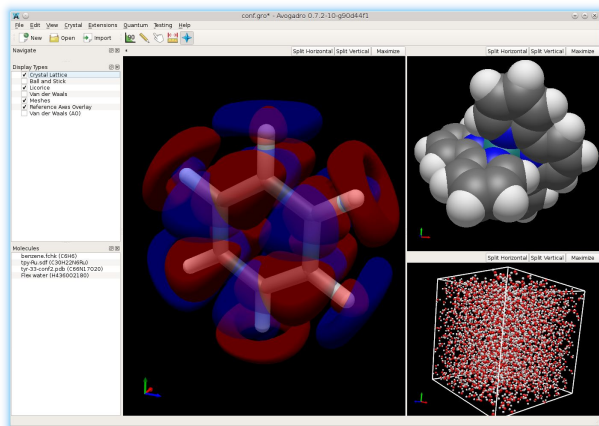 conf.gro* - Avogadro 0.7.2-10-g90d44f1
File Edit View Crystal Extensions Quantum Testing Help
New Open Import
Navigate
Split Horizontal Split Vertical Maximize
Split Horizontal Split Vertical Maximize
Display Types
Crystal Lattice
Ball and Stick
Licorice
Van der Waals
Meshes
Reference Axes Overlay
Van der Waals (AO)
Molecules
benzene.fchk (C6H6)
tpy-Ru.sdf (C30H22N6Ru)
tyr-33-conf2.pdb (C66N17O20)
Flex water (H4360O2180)
Split Horizontal Split Vertical Maximize